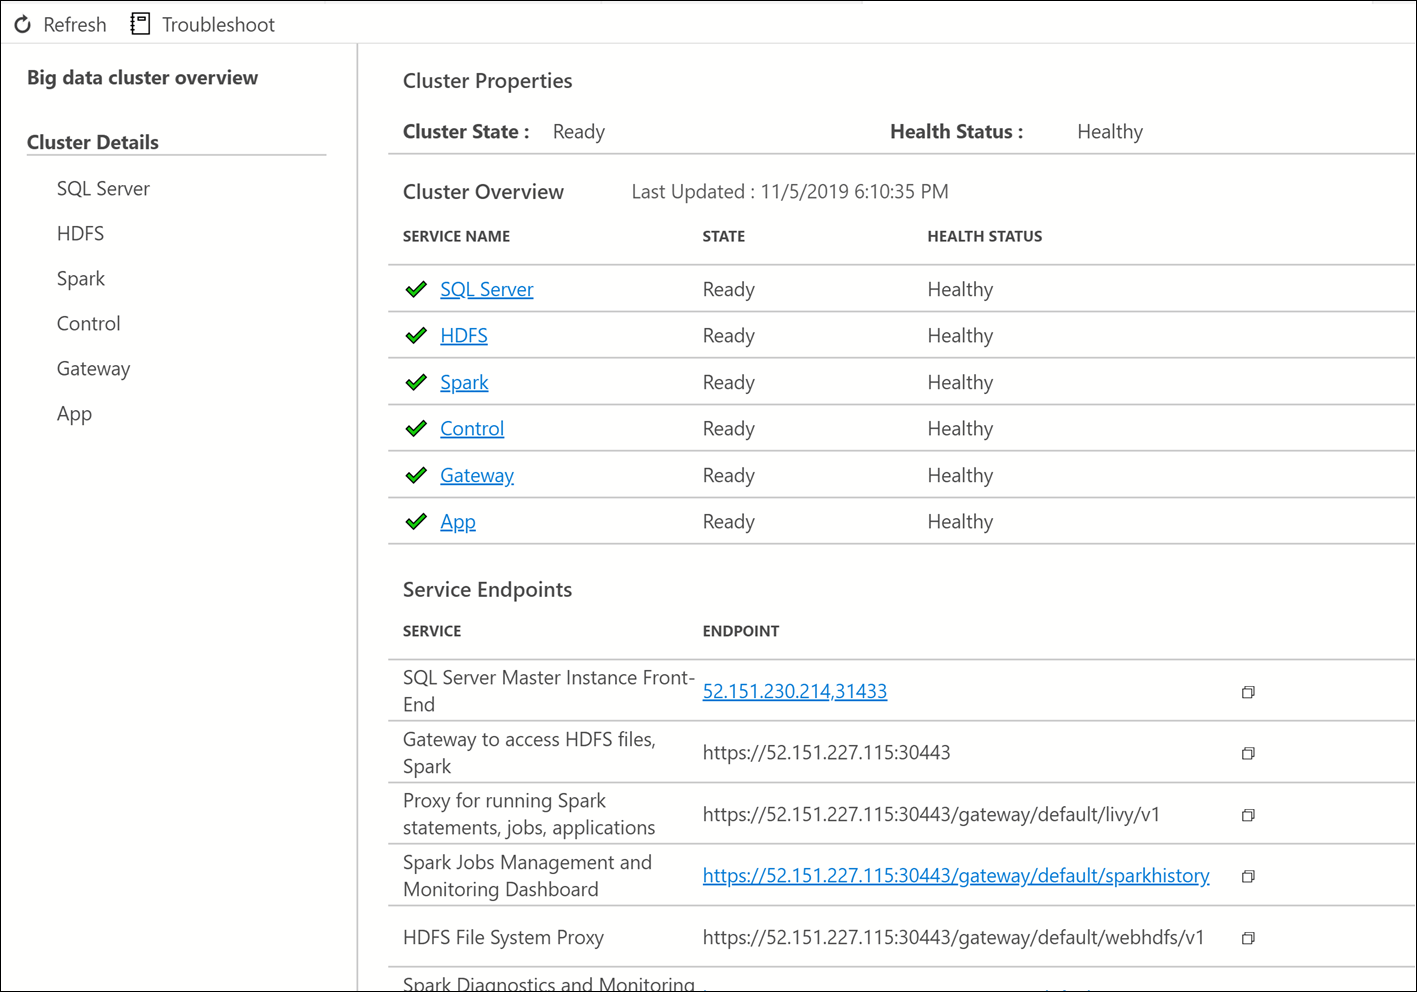 Refresh Troubleshoot
Big data cluster overview
Cluster Details
SQL Server
HDFS
Spark
Control
Gateway
App
Cluster Properties
Cluster State : Ready Health Status : Healthy
Cluster Overview Last Updated : 11/5/2019 6:10:35 PM
SERVICE NAME STATE HEALTH STATUS
SQL Server Ready Healthy
HDFS Ready Healthy
Spark Ready Healthy
Control Ready Healthy
Gateway Ready Healthy
App Ready Healthy
Service Endpoints
SERVICE ENDPOINT
SQL Server Master Instance Front-
End
52.151.230.214,31433
Gateway to access HDFS files,
Spark
https://52.151.227.115:30443
Proxy for running Spark
statements, jobs, applications
https://52.151.227.115:30443/gateway/default/livy/v1
Spark Jobs Management and
Monitoring Dashboard
https://52.151.227.115:30443/gateway/default/sparkhistory
HDFS File System Proxy https://52.151.227.115:30443/gateway/default/webhdfs/v1
Spark Diagnostics and Monitoring